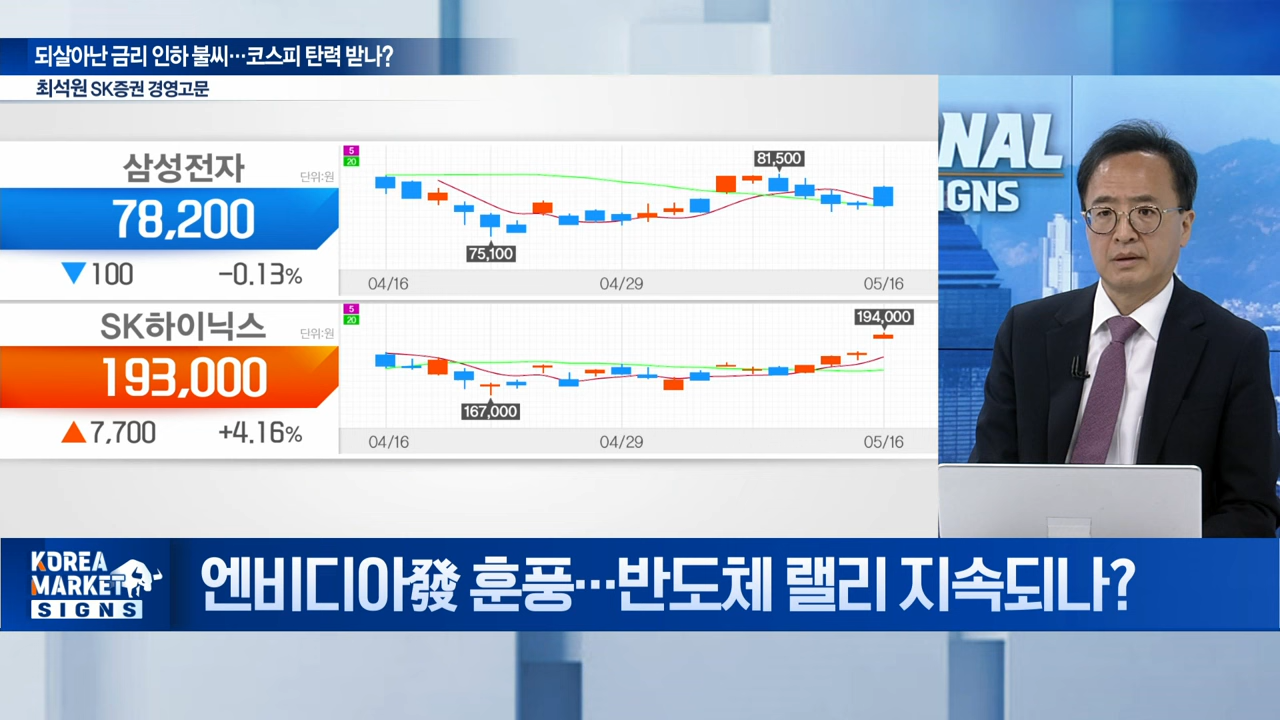 되살아난 금리 인하 불씨…코스피 탄력 받나?
최석원 SK증권 경영고문
삼성전자
단위:원
78,200
▼100 -0.13%
5
20
81,500
75,100
04/16 04/29 05/16
SK하이닉스
단위:원
193,000
▲7,700 +4.16%
5
20
194,000
167,000
04/16 04/29 05/16
NAL
IGNS
KOREA
MARKET
SIGNS
엔비디아發 훈풍…반도체 랠리 지속되나?